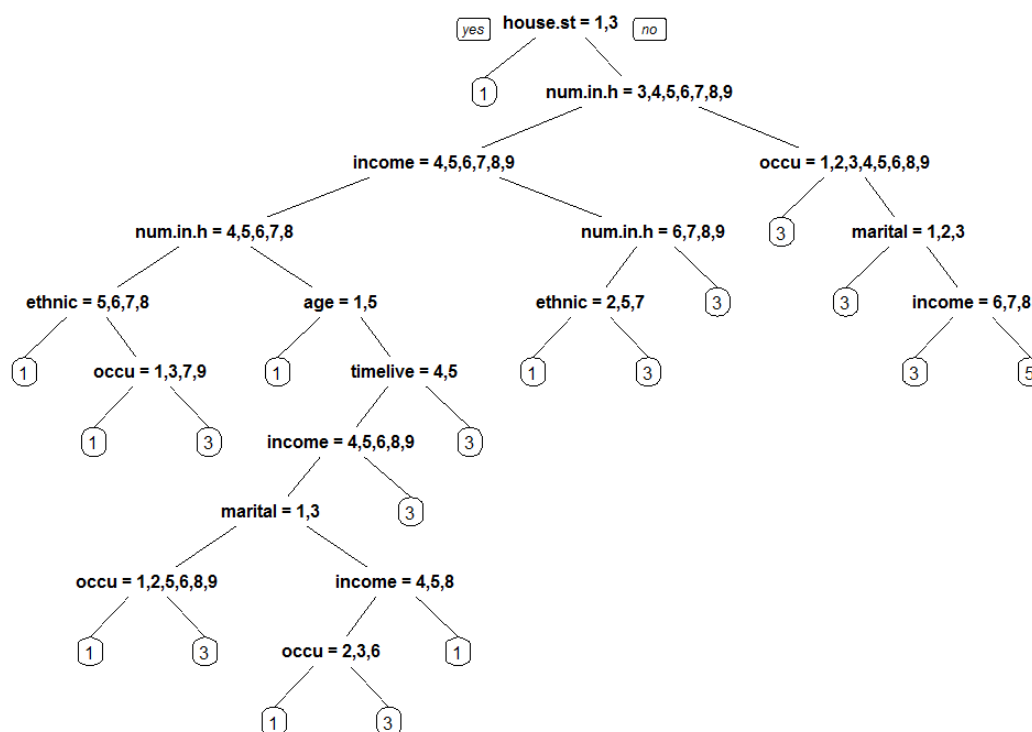 yes house.st = 1,3 no
1 num.in.h = 3,4,5,6,7,8,9
income = 4,5,6,7,8,9 occu = 1,2,3,4,5,6,8,9
num.in.h = 4,5,6,7,8 num.in.h = 6,7,8,9 3 marital = 1,2,3
ethnic = 5,6,7,8 age = 1,5 ethnic = 2,5,7 3 3 income = 6,7,8
1 occu = 1,3,7,9 1 timelive = 4,5 1 3 3 5
1 3 income = 4,5,6,8,9 3
marital = 1,3 3
occu = 1,2,5,6,8,9 income = 4,5,8
1 3 occu = 2,3,6 1
1 3